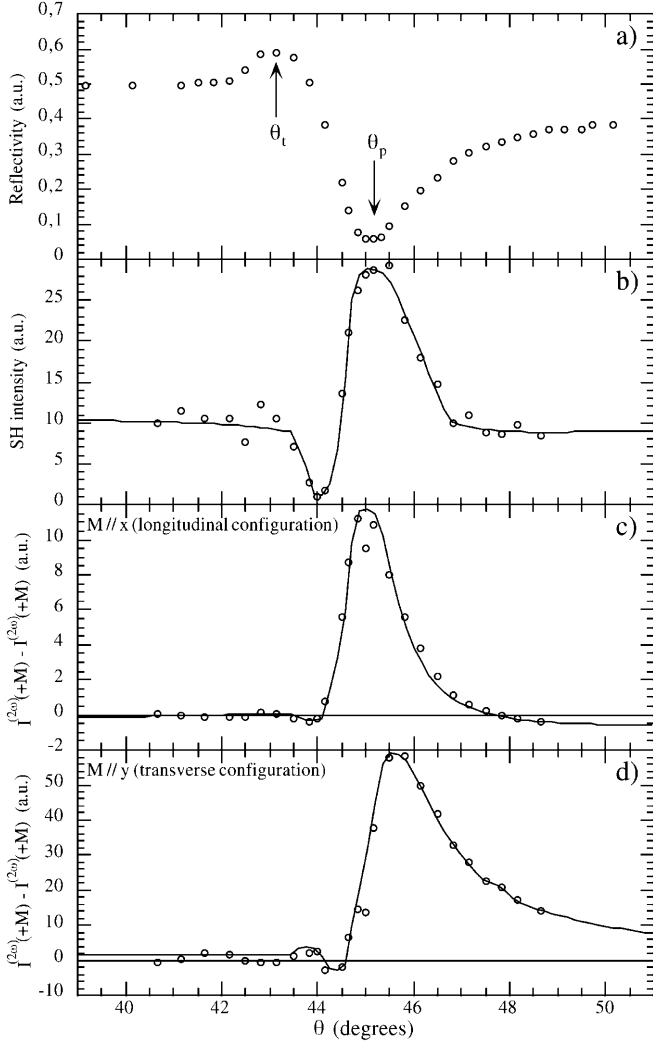 0,7
a)
0,6
0,5
0,4
0,3
0,2
0,1
0
Reflectivity (a.u.)
θt
θp
b)
25
20
15
10
5
0
SH intensity (a.u.)
M // x (longitudinal configuration)
c)
10
8
6
4
2
0
-2
I(2ω)(+M) - I(2ω)(+M) (a.u.)
M // y (transverse configuration)
d)
50
40
30
20
10
0
-10
I(2ω)(+M) - I(2ω)(+M) (a.u.)
40 42 44 46 48 50
θ (degrees)